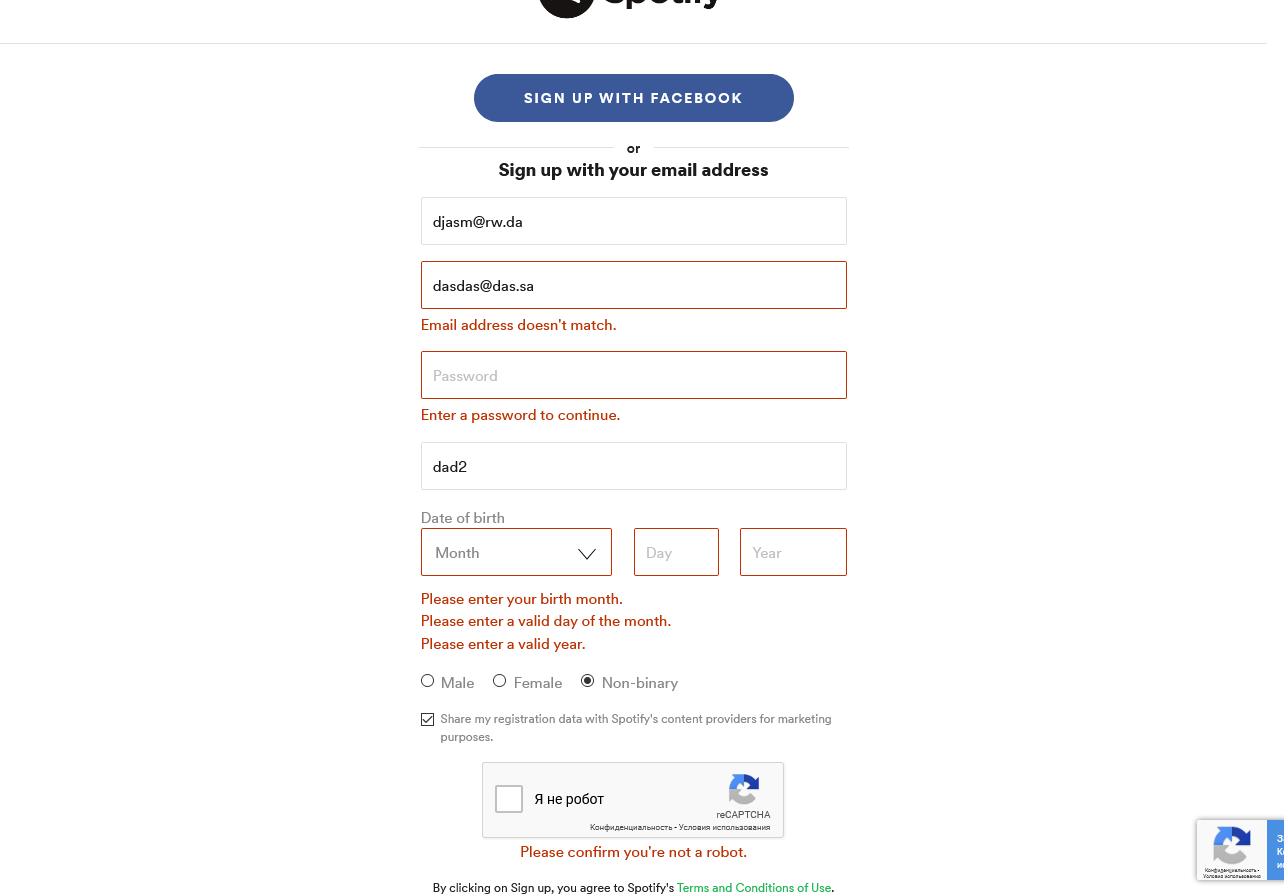 Spotify
SIGN UP WITH FACEBOOK
or
Sign up with your email address
djasm@rw.da
dasdas@das.sa
Email address doesn't match.
Password
Enter a password to continue.
dad2
Date of birth
Month Day Year
Please enter your birth month.
Please enter a valid day of the month.
Please enter a valid year.
Male Female Non-binary
Share my registration data with Spotify's content providers for marketing
purposes.
Я не робот
reCAPTCHA
Конфиденциальность - Условия использования
Please confirm you're not a robot.
Конфиденциальность -
Условия использования
By clicking on Sign up, you agree to Spotify's Terms and Conditions of Use.